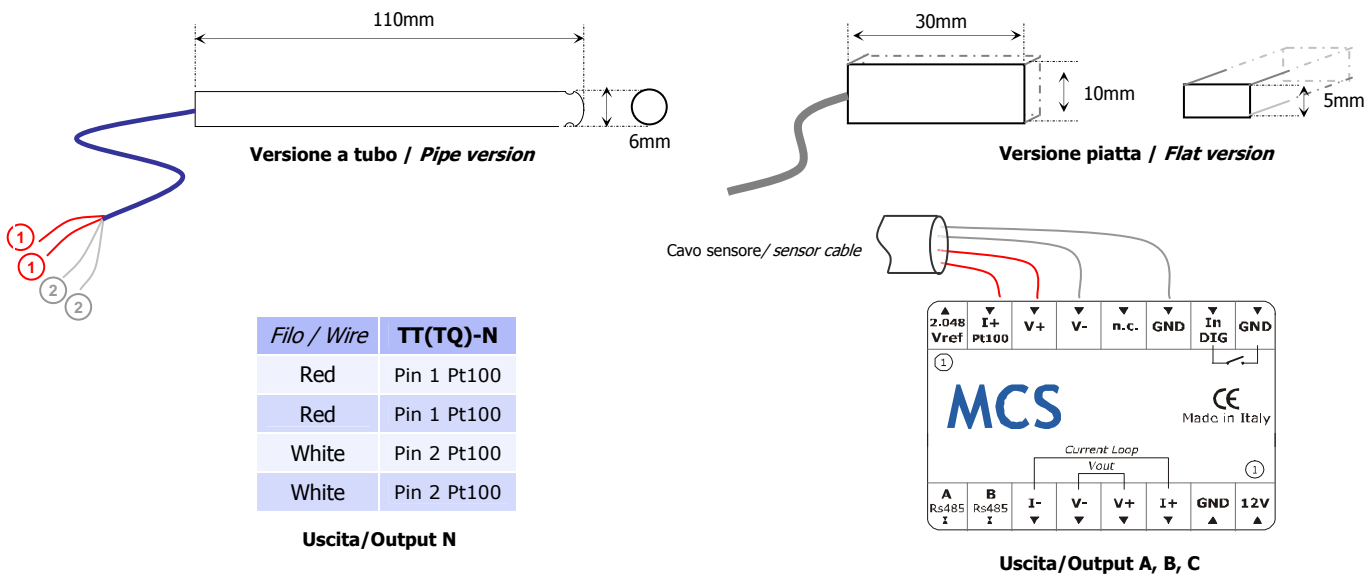 110mm
6mm
Versione a tubo / Pipe version
30mm
10mm
5mm
Versione piatta / Flat version
1
1
2
2
Cavo sensore/ sensor cable
Filo / Wire TT(TQ)-N
Red Pin 1 Pt100
Red Pin 1 Pt100
White Pin 2 Pt100
White Pin 2 Pt100
Uscita/Output N
2.048 I+ V+ V- n.c. GND In GND
Vref Pt100 DIG
1
MCS
CE
Made in Italy
Current Loop
Vout
1
A B I- V- V+ I+ GND 12V
Rs485 Rs485
Uscita/Output A, B, C